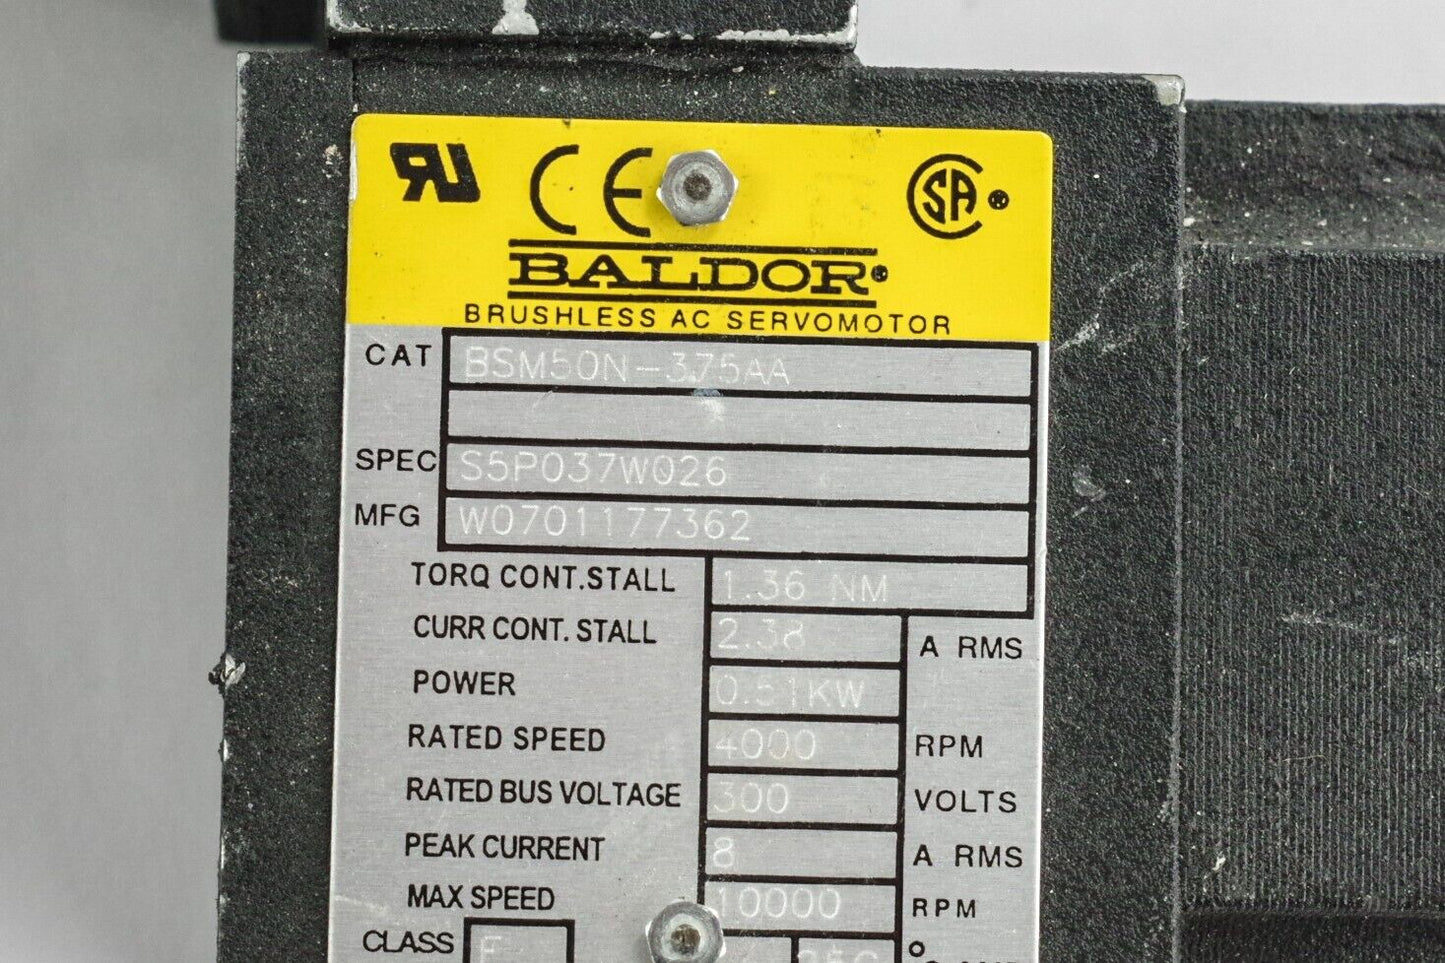 CE
SA ®
BALDOR®
BRUSHLESS AC SERVOMOTOR
CAT BSM50N-375AA
SPEC S5P037W026
MFG W0701177362
TORQ CONT.STALL 1.36 NM
CURR CONT. STALL 2.38 A RMS
POWER 0.51KW
RATED SPEED 4000 RPM
RATED BUS VOLTAGE 300 VOLTS
PEAK CURRENT 8 A RMS
MAX SPEED 10000 RPM
CLASS